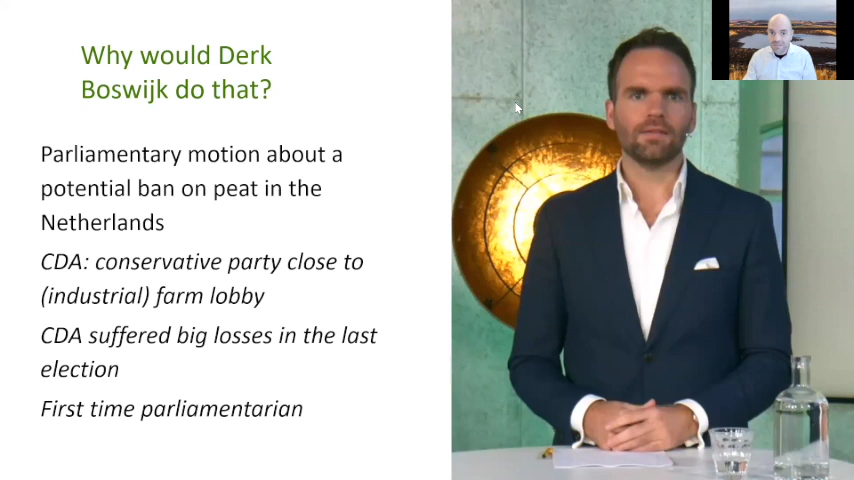 Why would Derk
Boswijk do that?
Parliamentary motion about a
potential ban on peat in the
Netherlands
CDA: conservative party close to
(industrial) farm lobby
CDA suffered big losses in the last
election
First time parliamentarian